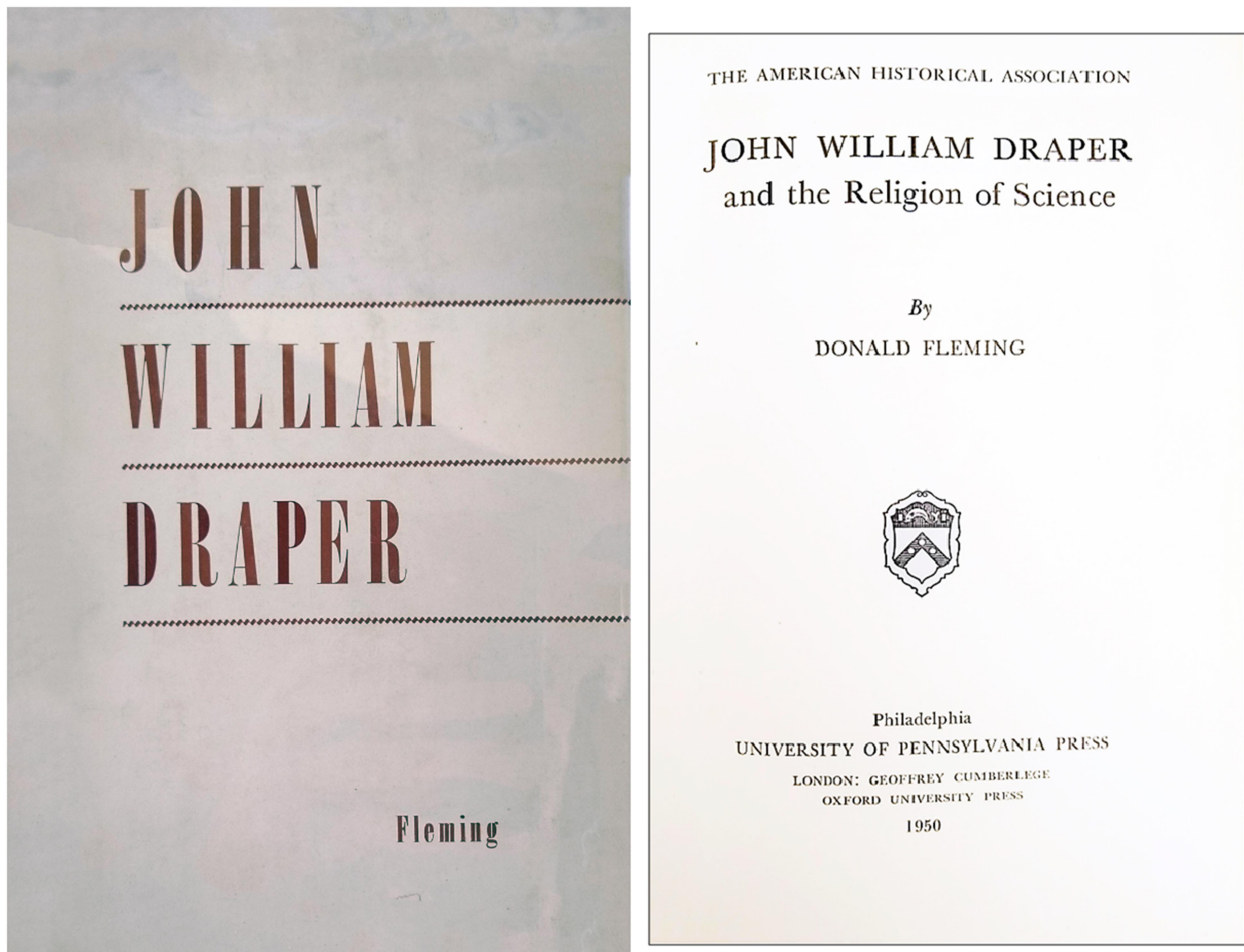 JOHN
WILLIAM
DRAPER
Fleming
THE AMERICAN HISTORICAL ASSOCIATION
JOHN WILLIAM DRAPER
and the Religion of Science
By
DONALD FLEMING
Philadelphia
UNIVERSITY OF PENNSYLVANIA PRESS
LONDON: GEOFFREY CUMBERLEGE
OXFORD UNIVERSITY PRESS
1950